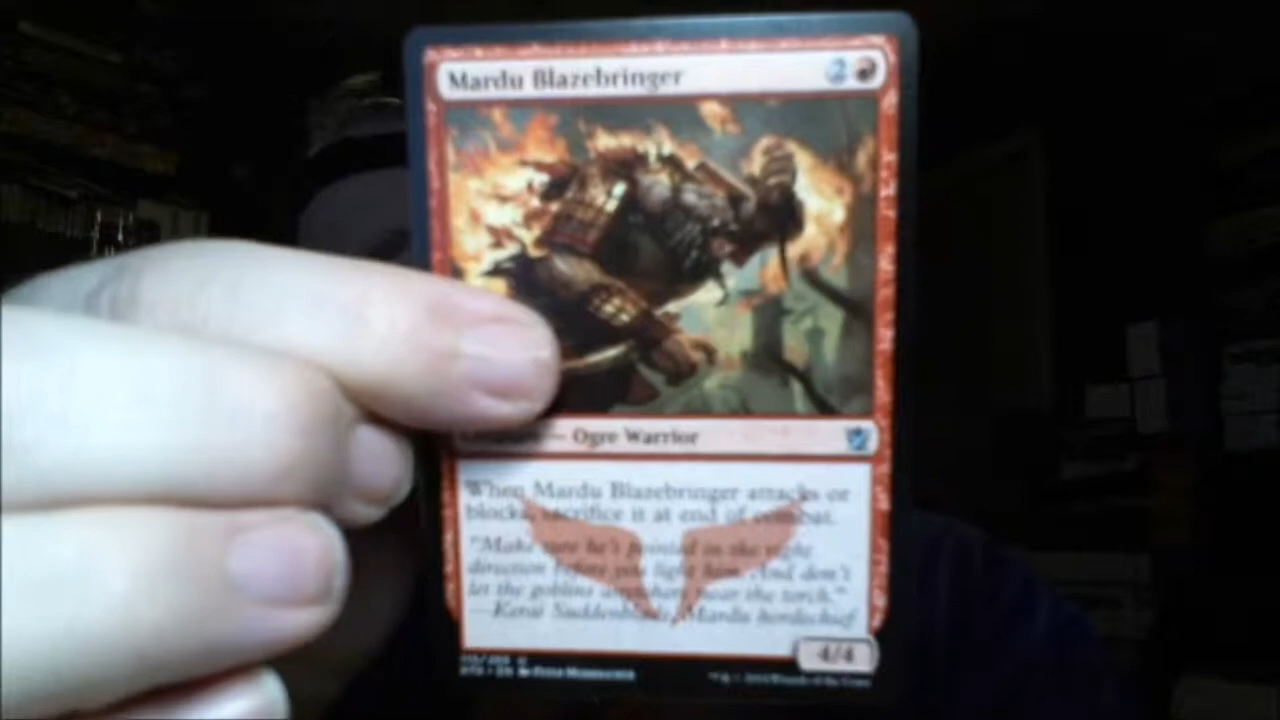 Mardu Blazebringer 2
— Ogre Warrior
When Mardu Blazebringer attacks or
blocks, sacrifice it at end of combat.
"Make sure he's pointed in the right
direction before you light him. And don't
let the goblins anywhere near the torch."
—Kerai Suddenblade, Mardu hordechief
4/4